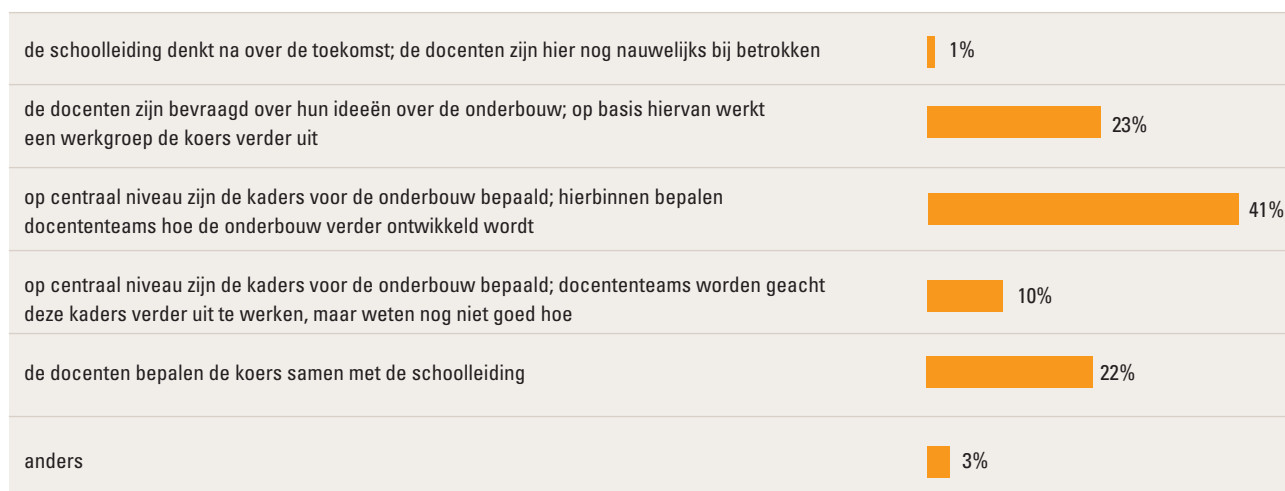 de schoolleiding denkt na over de toekomst; de docenten zijn hier nog nauwelijks bij betrokken
1%
de docenten zijn bevraagd over hun ideeën over de onderbouw; op basis hiervan werkt
een werkgroep de koers verder uit
23%
op centraal niveau zijn de kaders voor de onderbouw bepaald; hierbinnen bepalen
docententeams hoe de onderbouw verder ontwikkeld wordt
41%
op centraal niveau zijn de kaders voor de onderbouw bepaald; docententeams worden geacht
deze kaders verder uit te werken, maar weten nog niet goed hoe
10%
de docenten bepalen de koers samen met de schoolleiding
22%
anders
3%